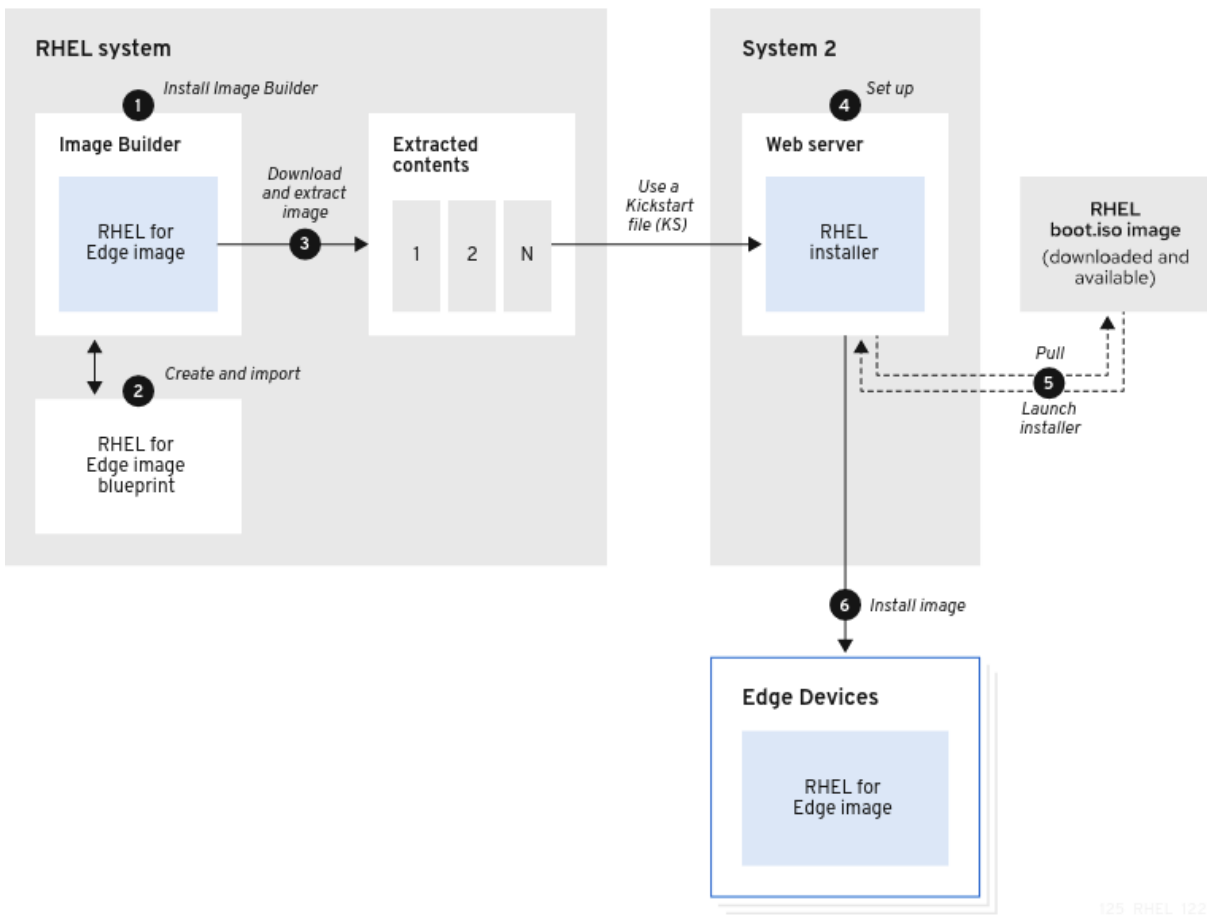 RHEL system
1
Install Image Builder
Image Builder
RHEL for
Edge image
Download
and extract
image
3
Extracted
contents
1 2 N
2
Create and import
RHEL for
Edge image
blueprint
Use a
Kickstart
file (KS)
System 2
4
Set up
Web server
RHEL
installer
RHEL
boot.iso image
(downloaded and
available)
Pull
5
Launch
installer
6
Install image
Edge Devices
RHEL for
Edge image
125_RHEL_122